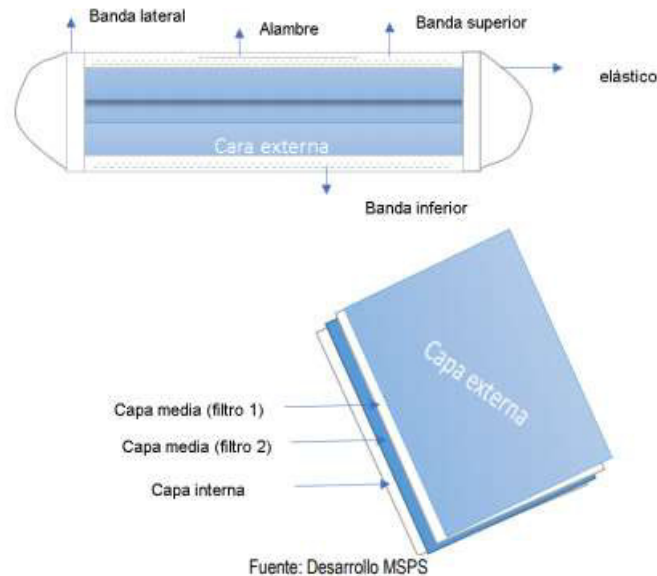 Banda lateral
Alambre
Banda superior
elástico
Cara externa
Banda inferior
Capa externa
Capa media (filtro 1)
Capa media (filtro 2)
Capa interna
Fuente: Desarrollo MSPS